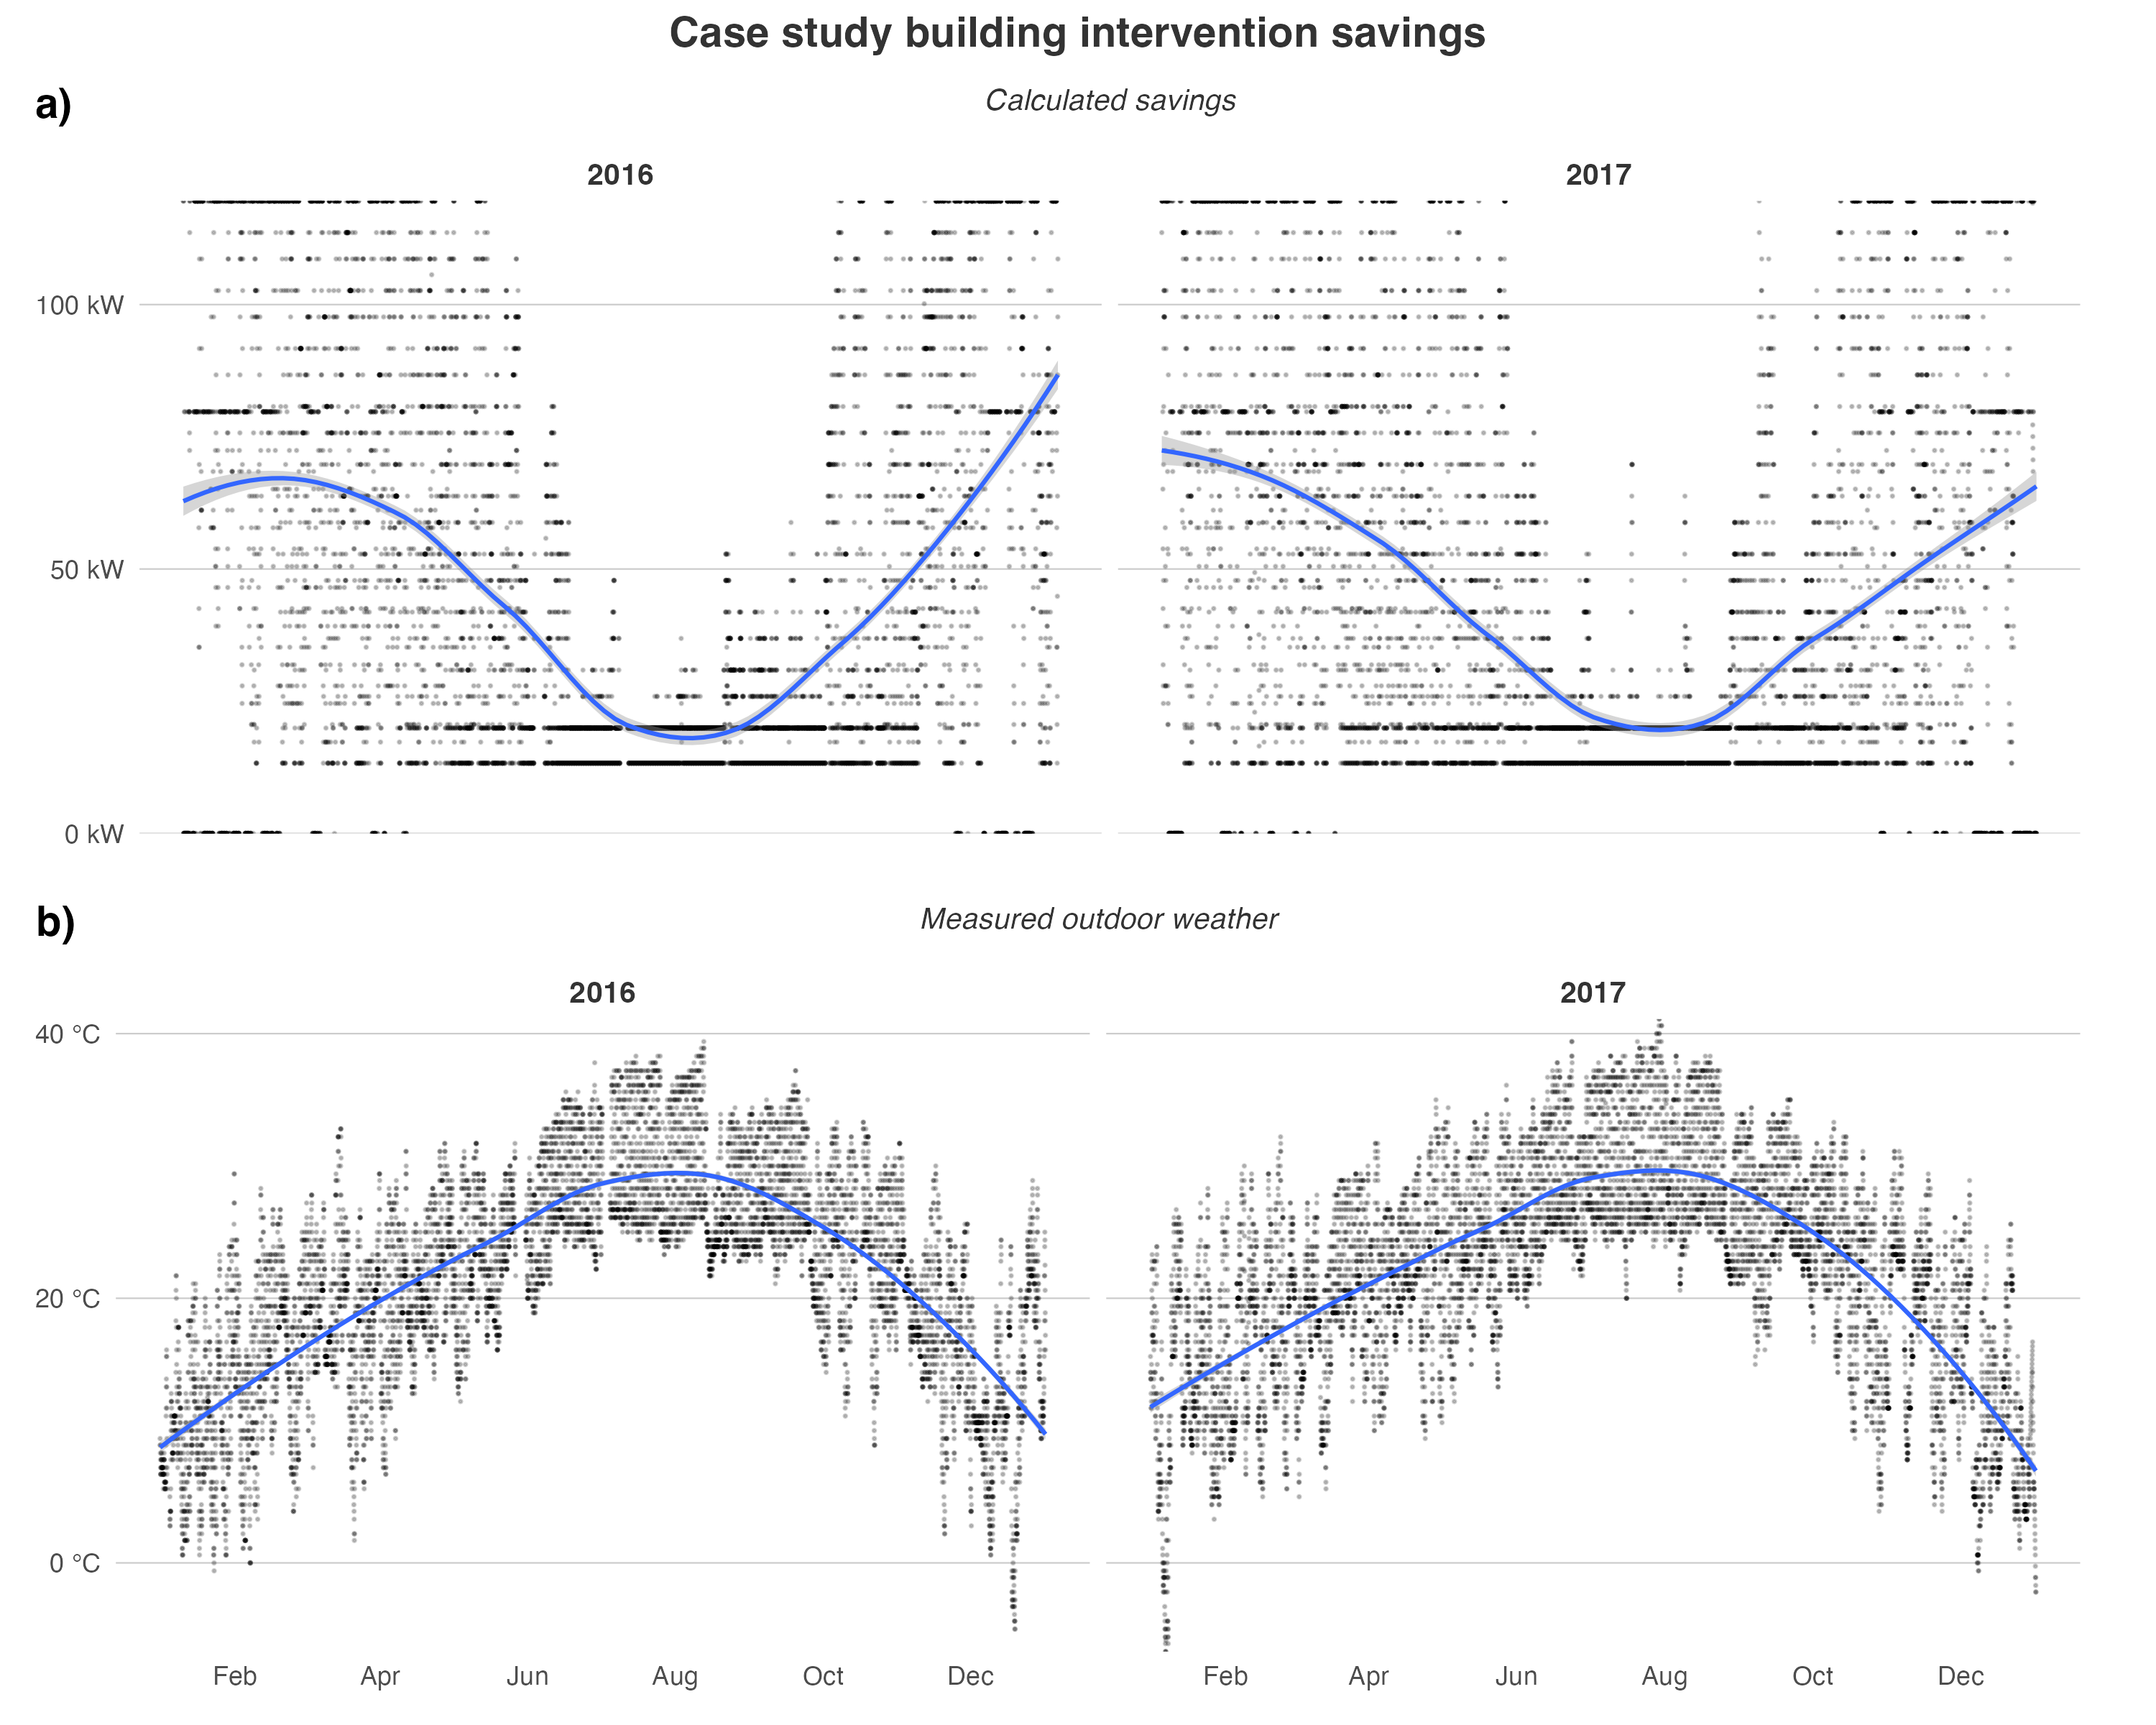 Case study building intervention savings
a)
Calculated savings
2016 2017
100 kW
50 kW
0 kW
b)
Measured outdoor weather
2016 2017
40 °C
20 °C
0 °C
Feb Apr Jun Aug Oct Dec Feb Apr Jun Aug Oct Dec